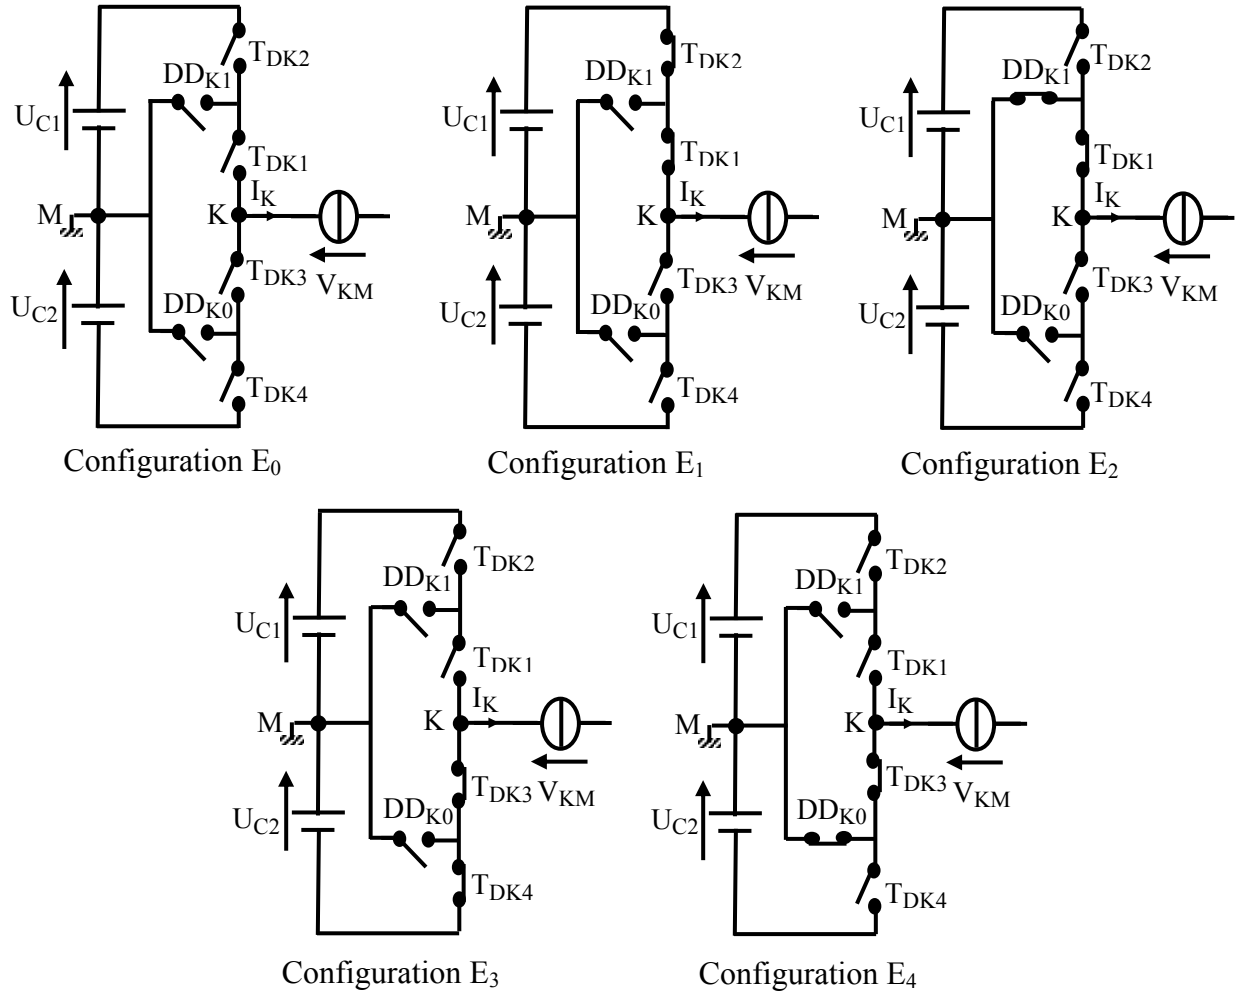 T_DK2
DD_K1
U_C1
T_DK1
I_K
M
K
T_DK3
V_KM
U_C2
DD_K0
T_DK4
Configuration E_0
T_DK2
DD_K1
U_C1
T_DK1
I_K
M
K
T_DK3
V_KM
U_C2
DD_K0
T_DK4
Configuration E_1
T_DK2
DD_K1
U_C1
T_DK1
I_K
M
K
T_DK3
V_KM
U_C2
DD_K0
T_DK4
Configuration E_2
T_DK2
DD_K1
U_C1
T_DK1
I_K
M
K
T_DK3
V_KM
U_C2
DD_K0
T_DK4
Configuration E_3
T_DK2
DD_K1
U_C1
T_DK1
I_K
M
K
T_DK3
V_KM
U_C2
DD_K0
T_DK4
Configuration E_4